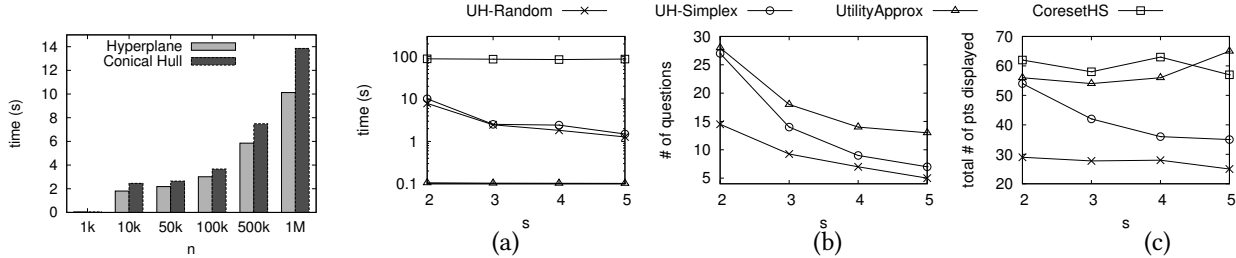 UH-Random UH-Simplex UtilityApprox CoresetHS
time (s)
14
12
10
8
6
4
2
0
Hyperplane
Conical Hull
1k 10k 50k 100k 500k 1M
n
time (s)
100
10
1
0.1
2 3 4 5
s
(a)
# of questions
30
25
20
15
10
5
2 3 4 5
s
(b)
total # of pts displayed
70
60
50
40
30
20
2 3 4 5
s
(c)